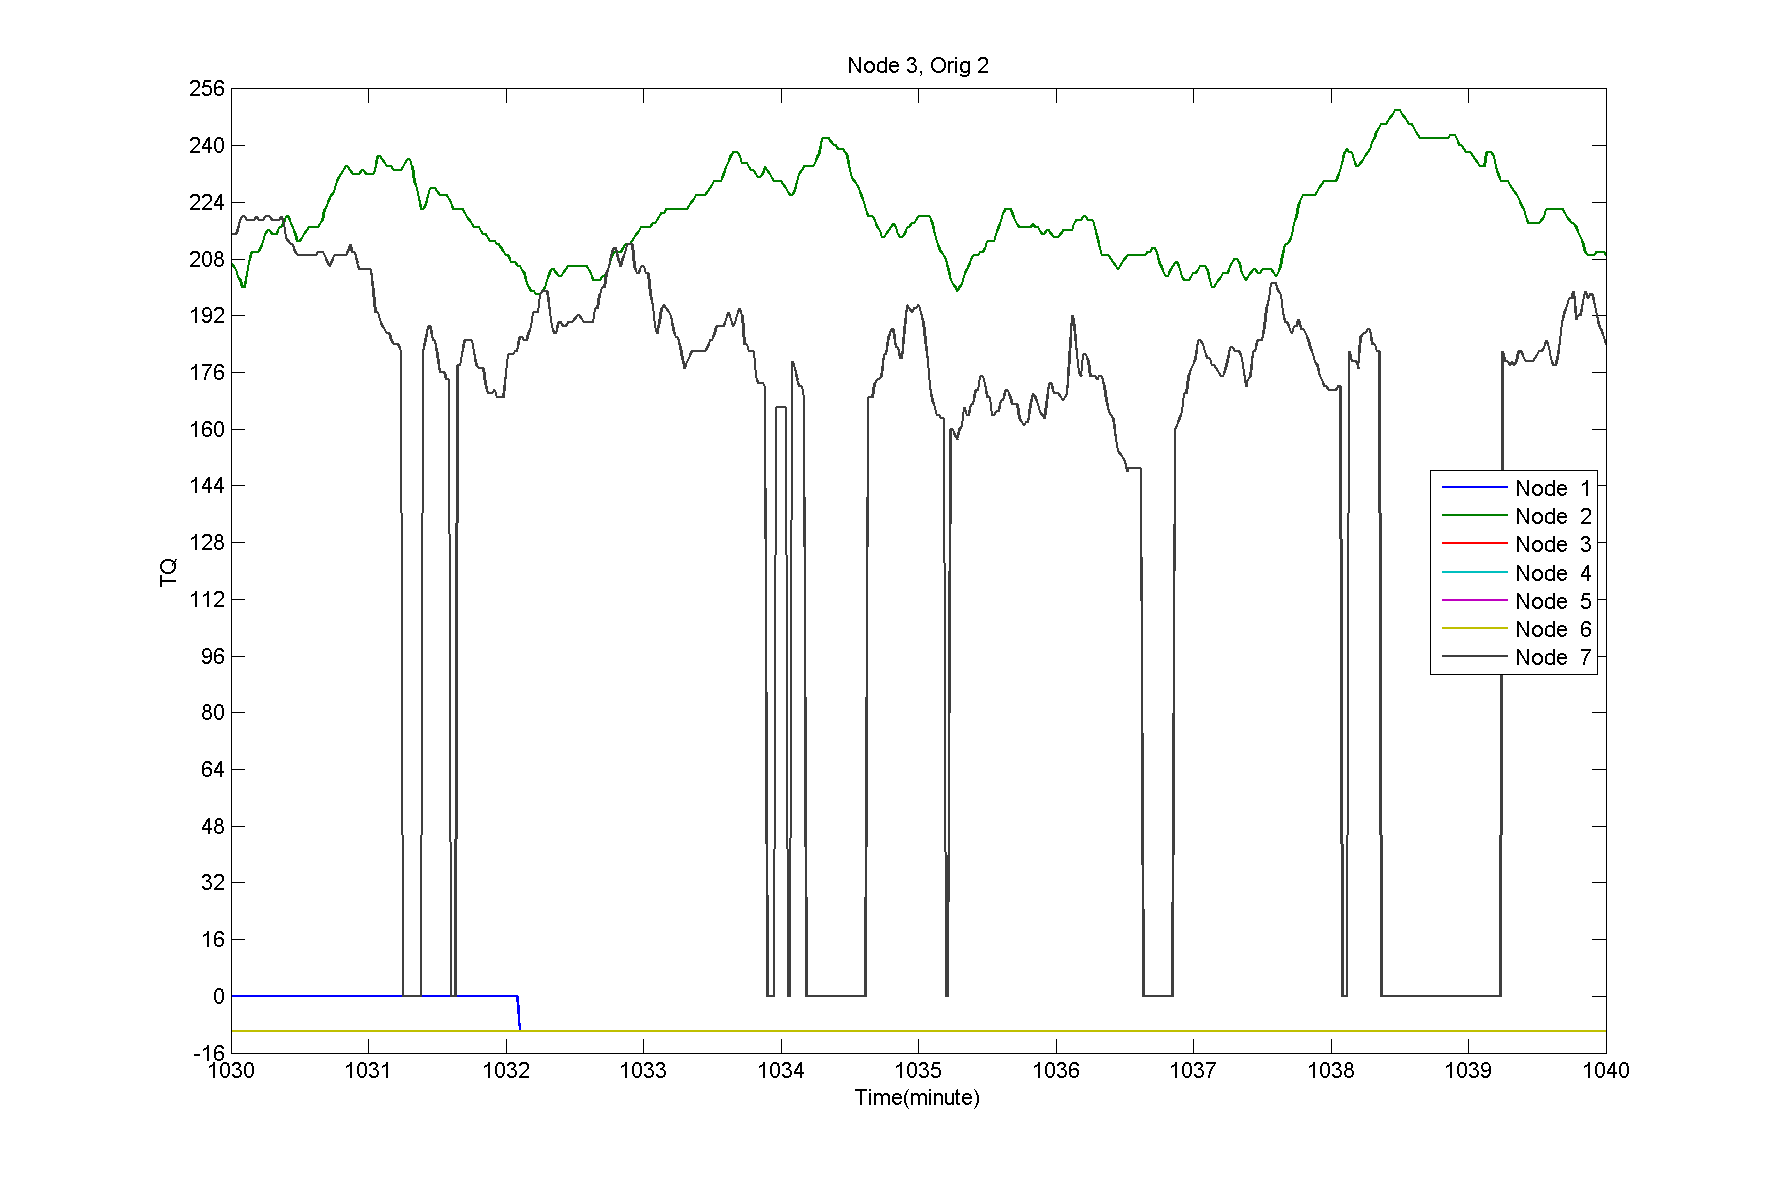 Node 3, Orig 2
256
240
224
208
192
176
160
144
128
112
96
80
64
48
32
16
0
-16
TQ
Node 1
Node 2
Node 3
Node 4
Node 5
Node 6
Node 7
1030 1031 1032 1033 1034 1035 1036 1037 1038 1039 1040
Time(minute)